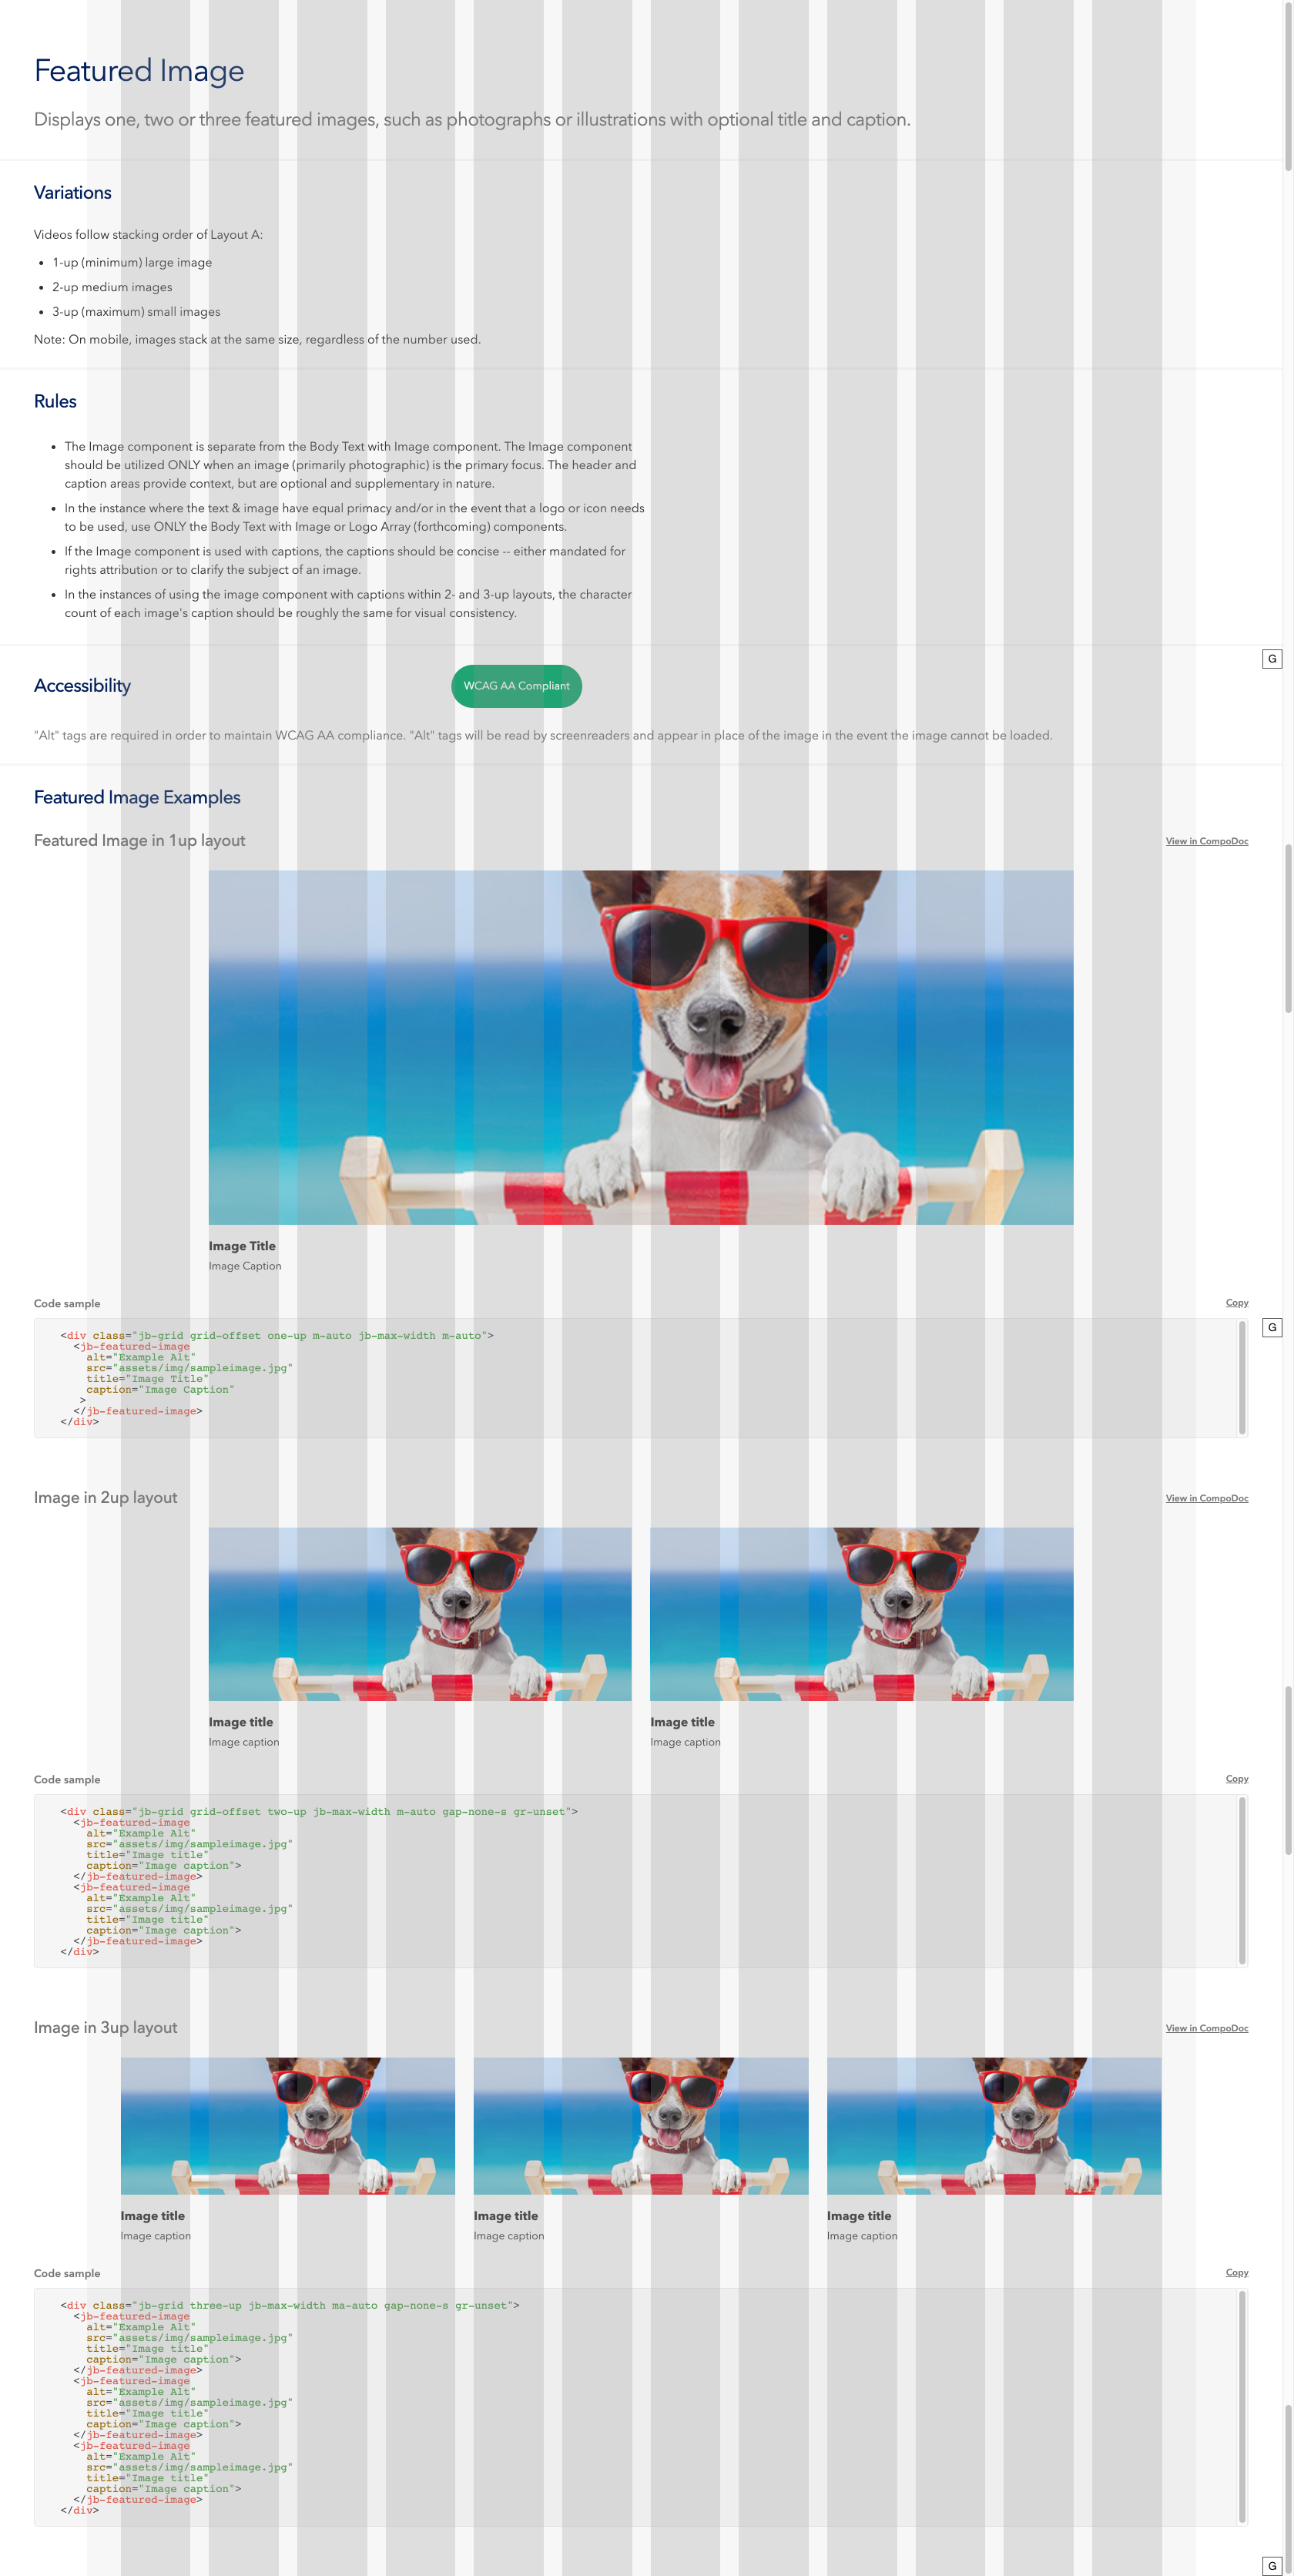 Featured Image
Displays one, two or three featured images, such as photographs or illustrations with optional title and caption.
Variations
Videos follow stacking order of Layout A:
• 1-up (minimum) large image
• 2-up medium images
• 3-up (maximum) small images
Note: On mobile, images stack at the same size, regardless of the number used.
Rules
• The Image component is separate from the Body Text with Image component. The Image component
should be utilized ONLY when an image (primarily photographic) is the primary focus. The header and
caption areas provide context, but are optional and supplementary in nature.
• In the instance where the text & image have equal primacy and/or in the event that a logo or icon needs
to be used, use ONLY the Body Text with Image or Logo Array (forthcoming) components.
• If the Image component is used with captions, the captions should be concise -- either mandated for
rights attribution or to clarify the subject of an image.
• In the instances of using the image component with captions within 2- and 3-up layouts, the character
count of each image's caption should be roughly the same for visual consistency.
G
Accessibility
WCAG AA Compliant
"Alt" tags are required in order to maintain WCAG AA compliance. "Alt" tags will be read by screenreaders and appear in place of the image in the event the image cannot be loaded.
Featured Image Examples
Featured Image in 1up layout
View in CompoDoc
Image Title
Image Caption
Code sample
Copy
G
<div class="jb-grid grid-offset one-up m-auto jb-max-width m-auto">
<jb-featured-image
alt="Example Alt"
src="assets/img/sampleimage.jpg"
title="Image Title"
caption="Image Caption"
>
</jb-featured-image>
</div>
Image in 2up layout
View in CompoDoc
Image title
Image caption
Image title
Image caption
Code sample
Copy
<div class="jb-grid grid-offset two-up jb-max-width m-auto gap-none-s gr-unset">
<jb-featured-image
alt="Example Alt"
src="assets/img/sampleimage.jpg"
title="Image title"
caption="Image caption">
</jb-featured-image>
<jb-featured-image
alt="Example Alt"
src="assets/img/sampleimage.jpg"
title="Image title"
caption="Image caption">
</jb-featured-image>
</div>
Image in 3up layout
View in CompoDoc
Image title
Image caption
Image title
Image caption
Image title
Image caption
Code sample
Copy
<div class="jb-grid three-up jb-max-width ma-auto gap-none-s gr-unset">
<jb-featured-image
alt="Example Alt"
src="assets/img/sampleimage.jpg"
title="Image title"
caption="Image caption">
</jb-featured-image>
<jb-featured-image
alt="Example Alt"
src="assets/img/sampleimage.jpg"
title="Image title"
caption="Image caption">
</jb-featured-image>
<jb-featured-image
alt="Example Alt"
src="assets/img/sampleimage.jpg"
title="Image title"
caption="Image caption">
</jb-featured-image>
</div>
G